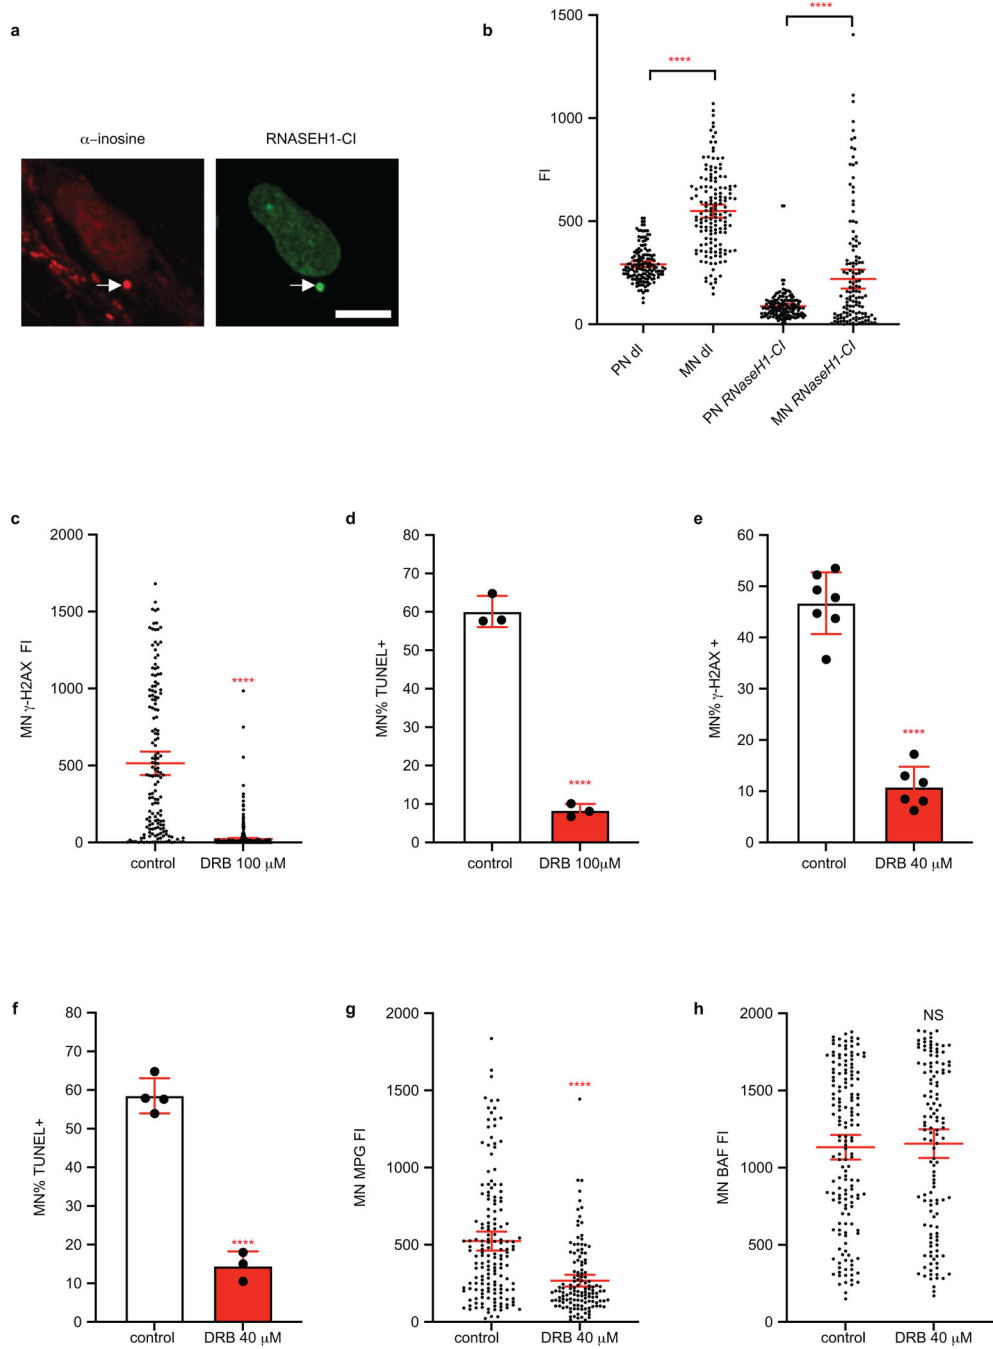 a
α–inosine
RNASEH1-CI
b
FI
1500
1000
500
0
****
****
PN dI
MN dI
PN RNaseH1-CI
MN RNaseH1-CI
c
MN γ-H2AX FI
2000
1500
1000
500
0
****
control
DRB 100 μM
d
MN% TUNEL+
80
70
60
50
40
30
20
10
0
****
control
DRB 100μM
e
MN% γ-H2AX +
60
50
40
30
20
10
0
****
control
DRB 40 μM
f
MN% TUNEL+
80
70
60
50
40
30
20
10
0
****
control
DRB 40 μM
g
MN MPG FI
2000
1500
1000
500
0
****
control
DRB 40 μM
h
MN BAF FI
2000
1500
1000
500
0
NS
control
DRB 40 μM